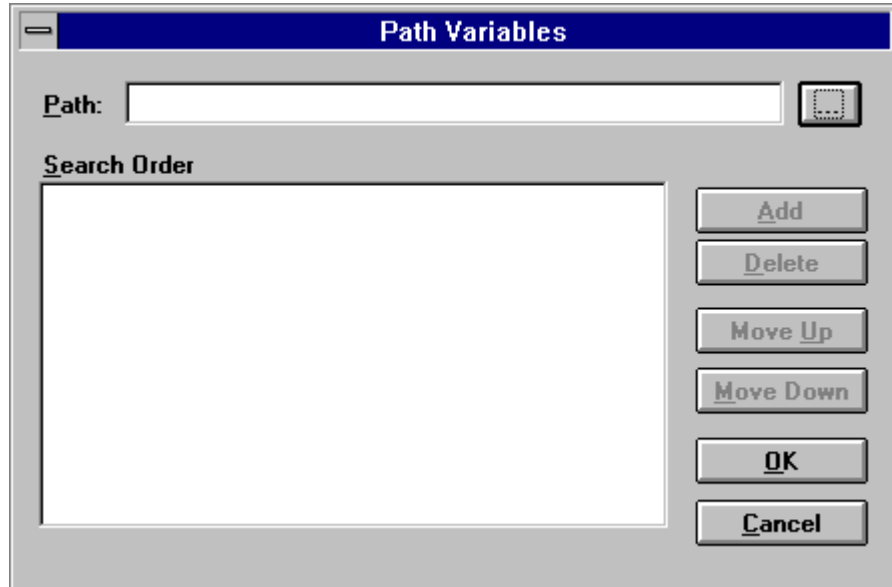 Path Variables
Path:
...
Search Order
Add
Delete
Move Up
Move Down
OK
Cancel